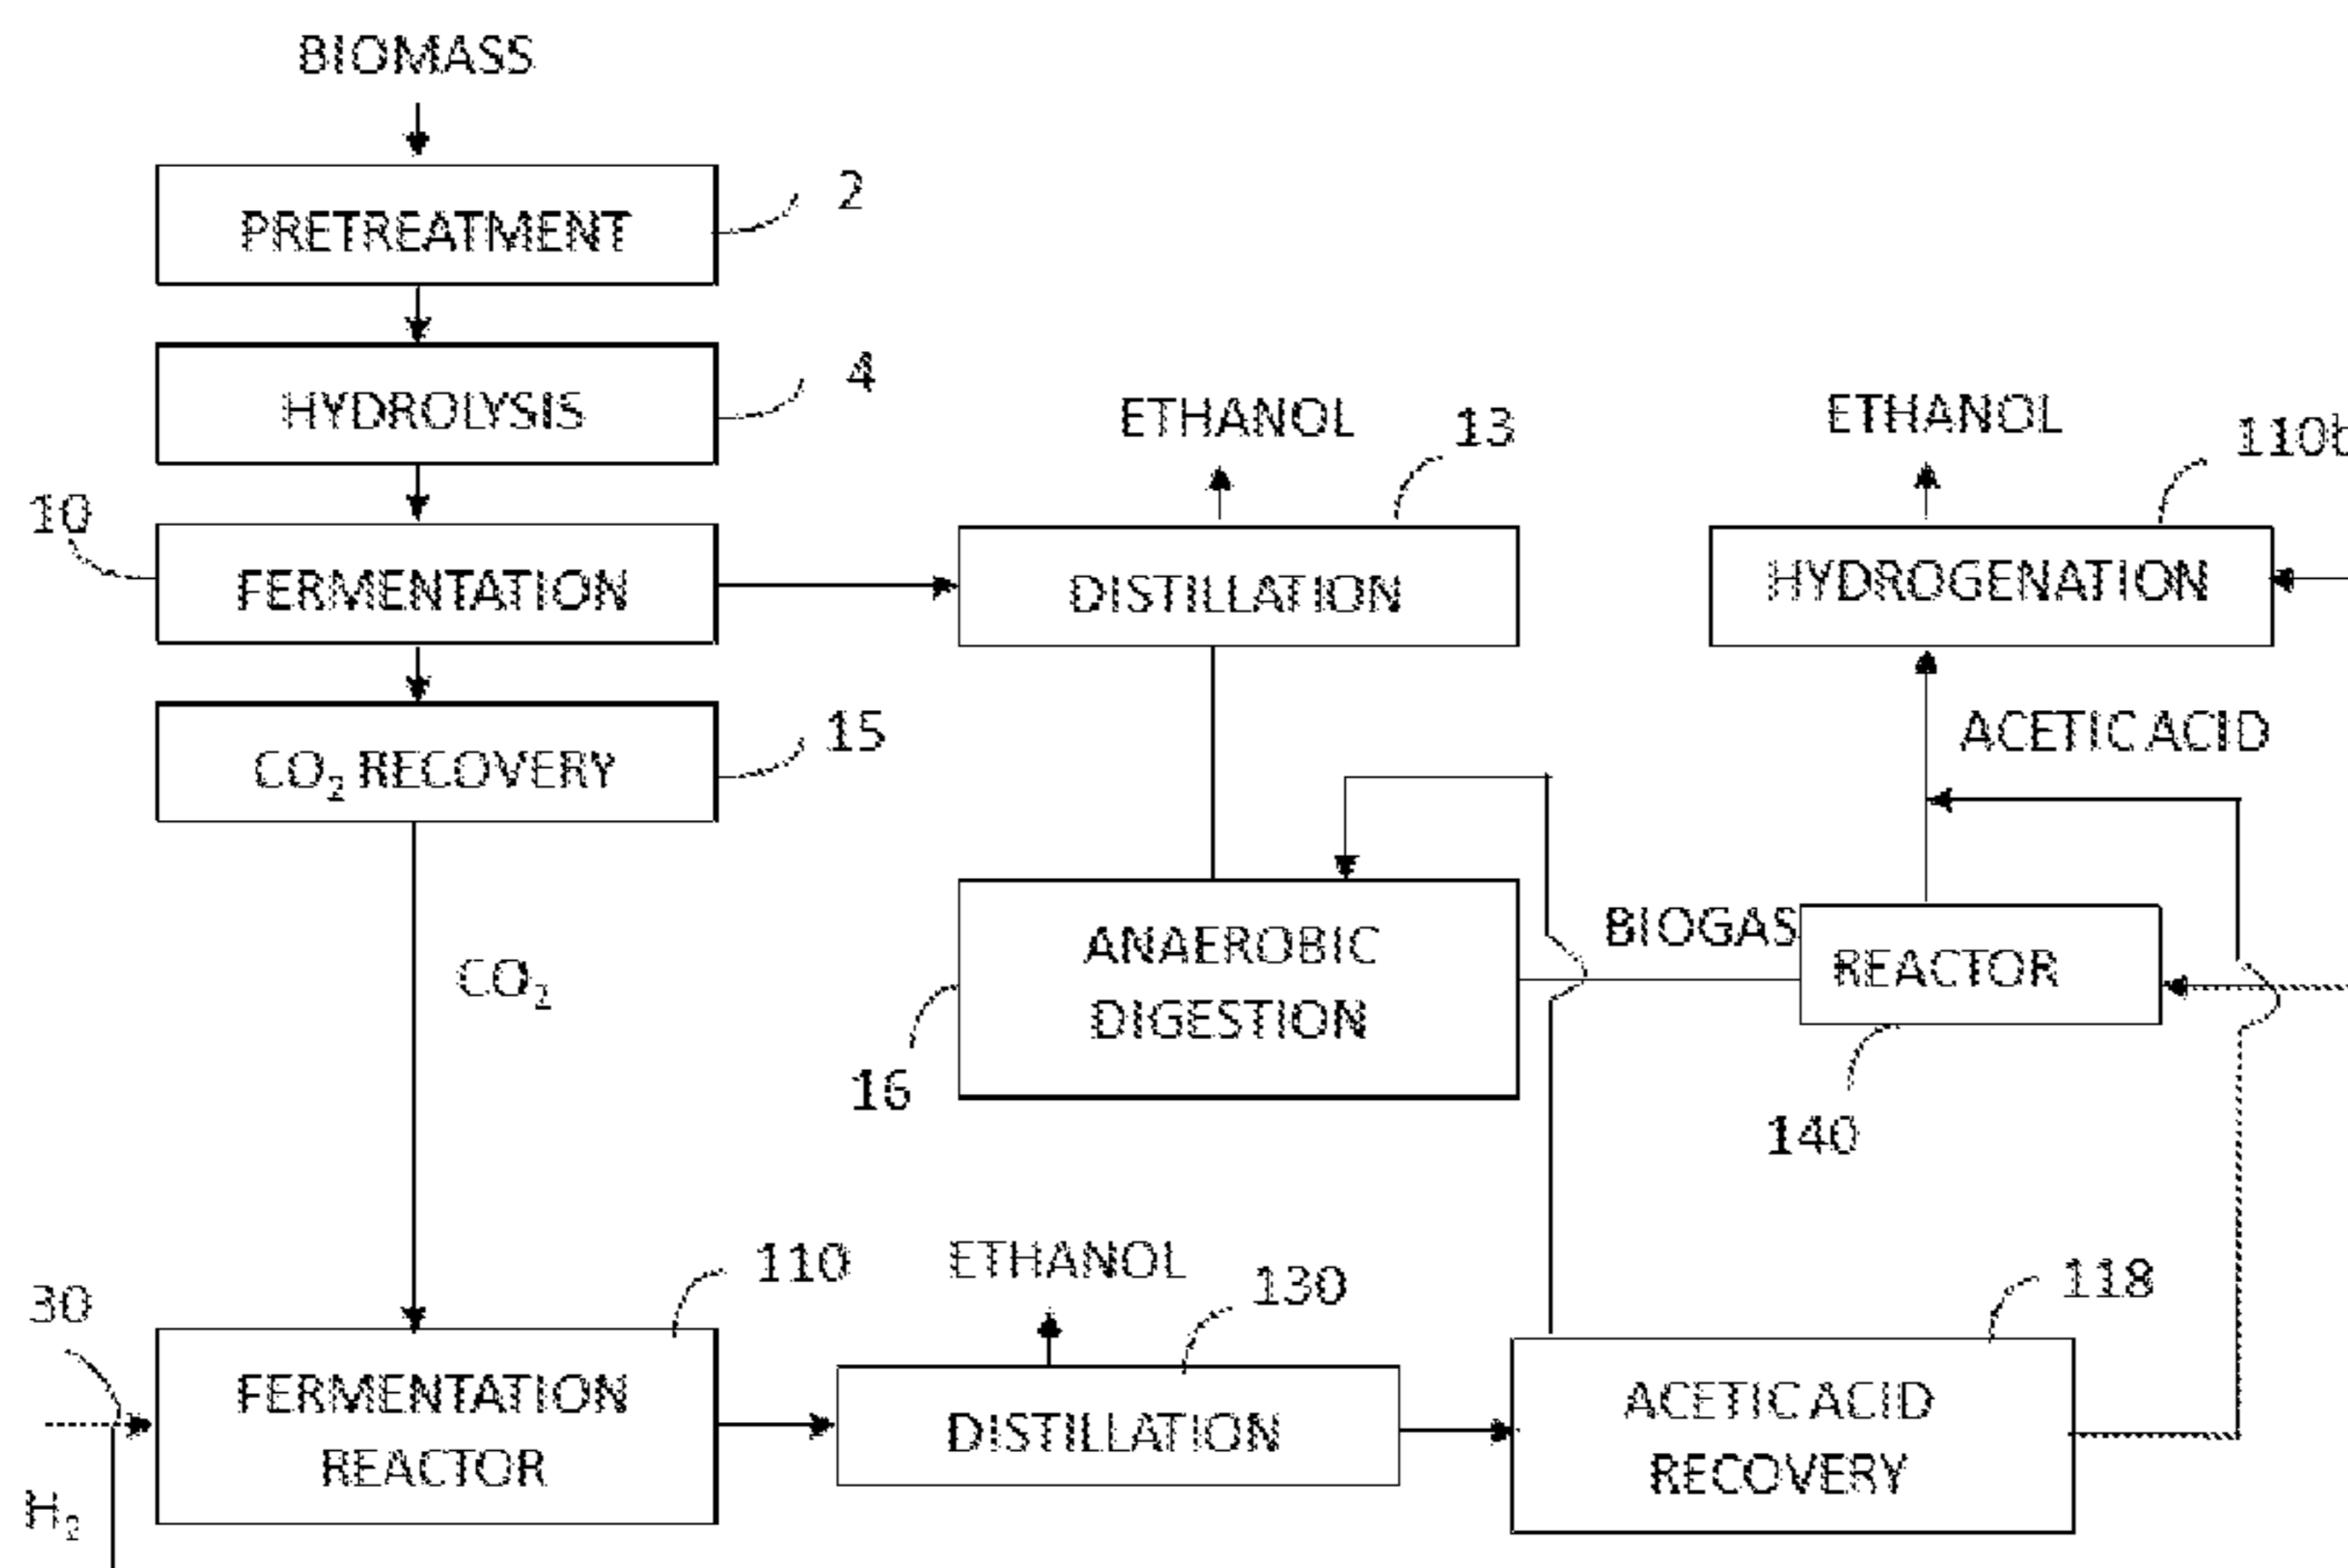 BIOMASS
PRETREATMENT
2
HYDROLYSIS
4
10
FERMENTATION
ETHANOL
13
DISTILLATION
ETHANOL
110b
HYDROGENATION
CO₂ RECOVERY
15
ACETIC ACID
CO₂
ANAEROBIC
DIGESTION
16
BIOGAS
REACTOR
140
30
H₂
FERMENTATION
REACTOR
110
ETHANOL
130
DISTILLATION
118
ACETIC ACID
RECOVERY